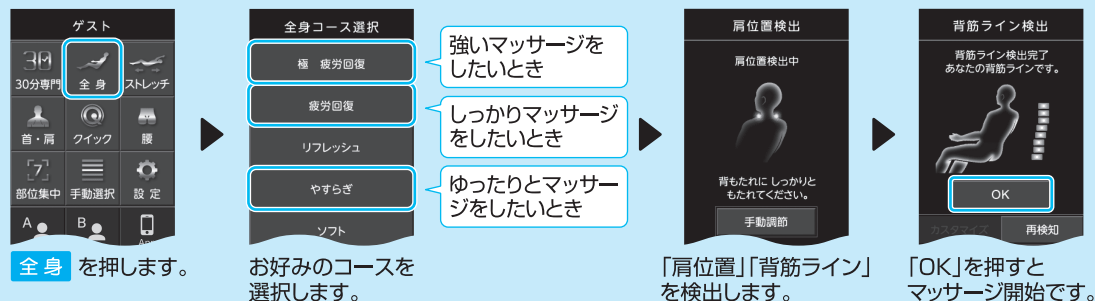 ゲスト
30
30分専門
全 身
ストレッチ
首・肩
クイック
腰
7
部位集中
手動選択
設 定
A
B
全 身 を押します。
全身コース選択
極 疲労回復
疲労回復
リフレッシュ
やすらぎ
ソフト
強いマッサージを
したいとき
しっかりマッサージ
をしたいとき
ゆったりとマッサー
ジをしたいとき
お好みのコースを
選択します。
肩位置検出
肩位置検出中
背もたれに しっかりと
もたれてください。
手動調節
「肩位置」「背筋ライン」
を検出します。
背筋ライン検出
背筋ライン検出完了
あなたの背筋ラインです。
OK
カスタマイズ
再検知
「OK」を押すと
マッサージ開始です。